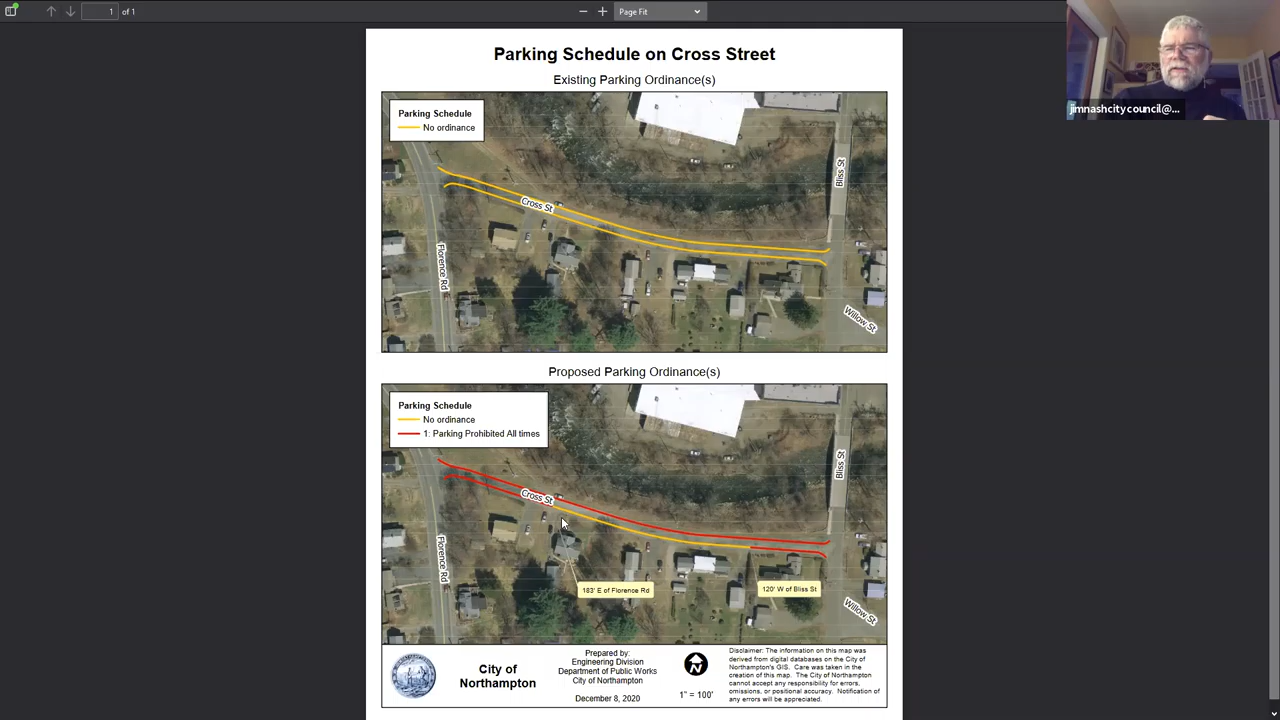 1 of 1
Page Fit
jimnashcitycouncil@...
Parking Schedule on Cross Street
Existing Parking Ordinance(s)
Parking Schedule
No ordinance
Bliss St
Cross St
Florence Rd
Willow St
Proposed Parking Ordinance(s)
Parking Schedule
No ordinance
1: Parking Prohibited All times
Bliss St
Cross St
Florence Rd
183' E of Florence Rd
120' W of Bliss St
Willow St
City of
Northampton
Prepared by:
Engineering Division
Department of Public Works
City of Northampton
December 8, 2020
N
1" = 100'
Disclaimer: The information on this map was
derived from digital databases on the City of
Northampton's GIS. Care was taken in the
creation of this map. The City of Northampton
cannot accept any responsibility for errors,
omissions, or positional accuracy. Notification of
any errors will be appreciated.